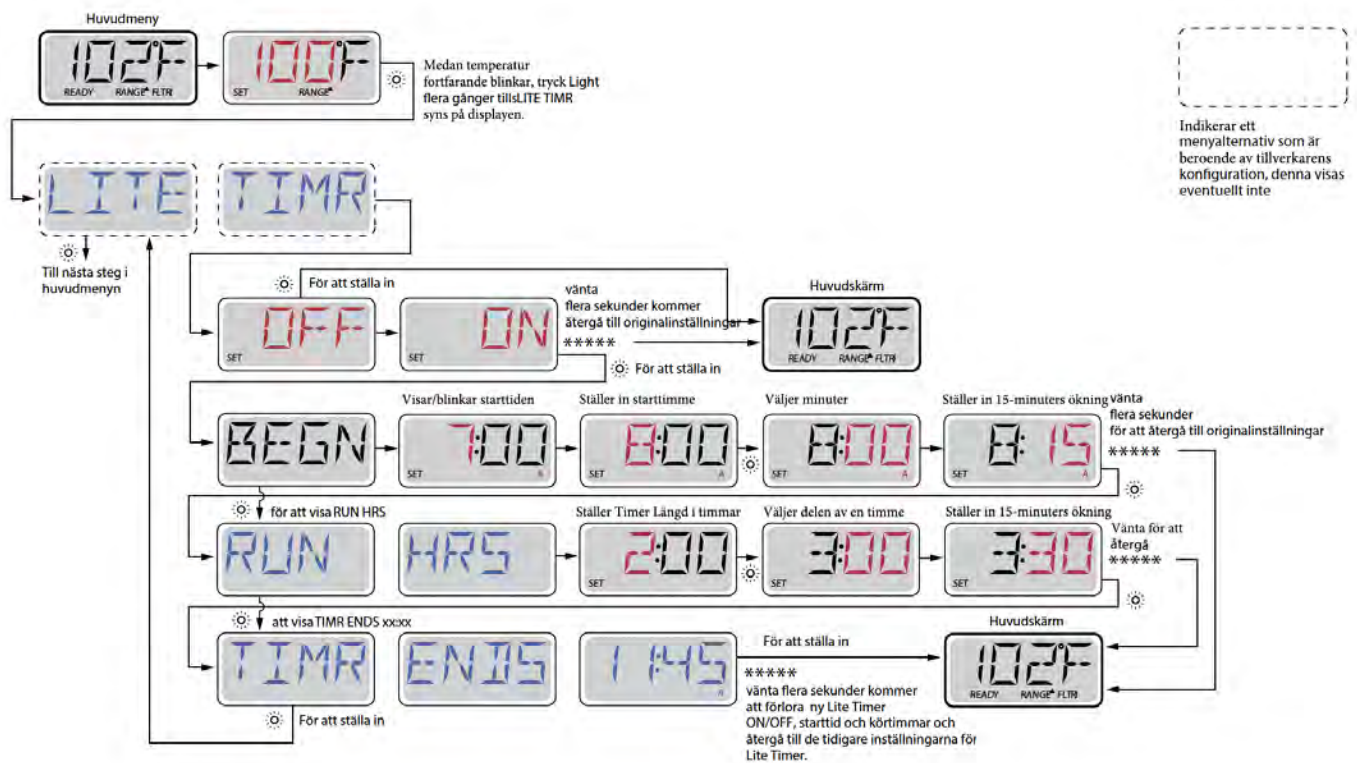 Huvudmeny
102°F
READY RANGE FLTR1
100°F
SET RANGE
Medan temperatur
fortfarande blinkar, tryck Light
flera gånger tillsLITE TIMR
syns på displayen.
Indikerar ett
menyalternativ som är
beroende av tillverkarens
konfiguration, denna visas
eventuellt inte
LITE TIMR
Till nästa steg i
huvudmenyn
För att ställa in
OFF
SET
ON
SET
vänta
flera sekunder kommer
återgå till originalinställningar
*****
Huvudskärm
102°F
READY RANGE FLTR1
För att ställa in
BEGN
Visar/blinkar starttiden
7:00
SET
Ställer in starttimme
8:00
SET A
Väljer minuter
8:00
SET A
Ställer in 15-minuters ökning
8:15
SET A
vänta
flera sekunder
för att återgå till originalinställningar
*****
för att visa RUN HRS
RUN HRS
Ställer Timer Längd i timmar
2:00
SET
Väljer delen av en timme
3:00
SET
Ställer in 15-minuters ökning
3:30
SET
Vänta för att
återgå
*****
att visa TIMR ENDS xx:xx
TIMR ENDS 11:45
A
För att ställa in
För att ställa in
*****
vänta flera sekunder kommer
att förlora ny Lite Timer
ON/OFF, starttid och körtimmar och
återgå till de tidigare inställningarna för
Lite Timer.
Huvudskärm
102°F
READY RANGE FLTR1